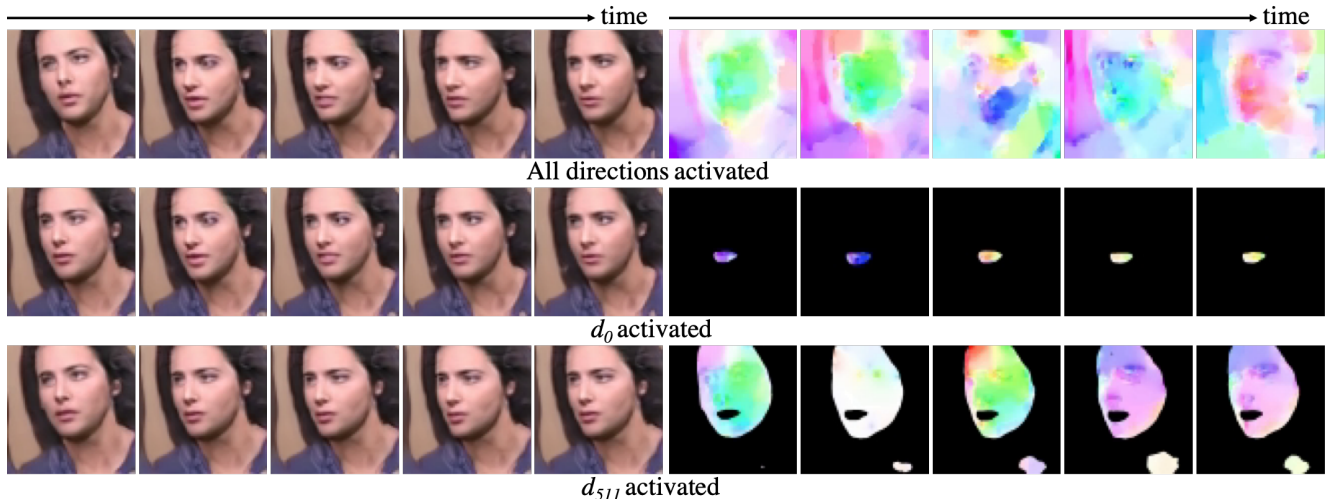 time time
All directions activated
d0 activated
d511 activated